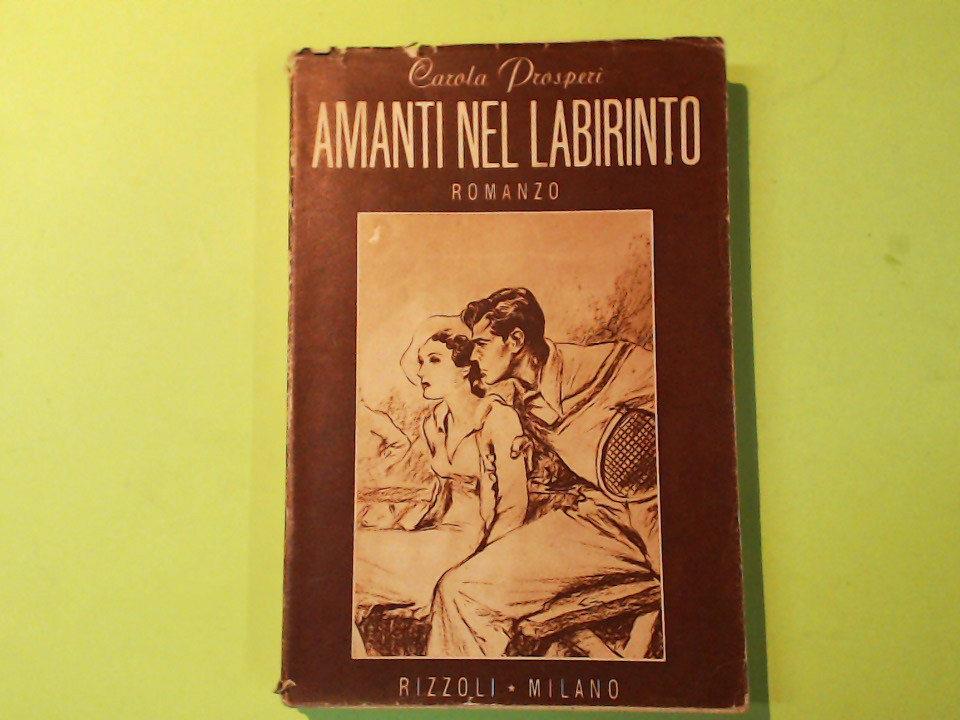 Carola Prosperi
AMANTI NEL LABIRINTO
ROMANZO
RIZZOLI ★ MILANO